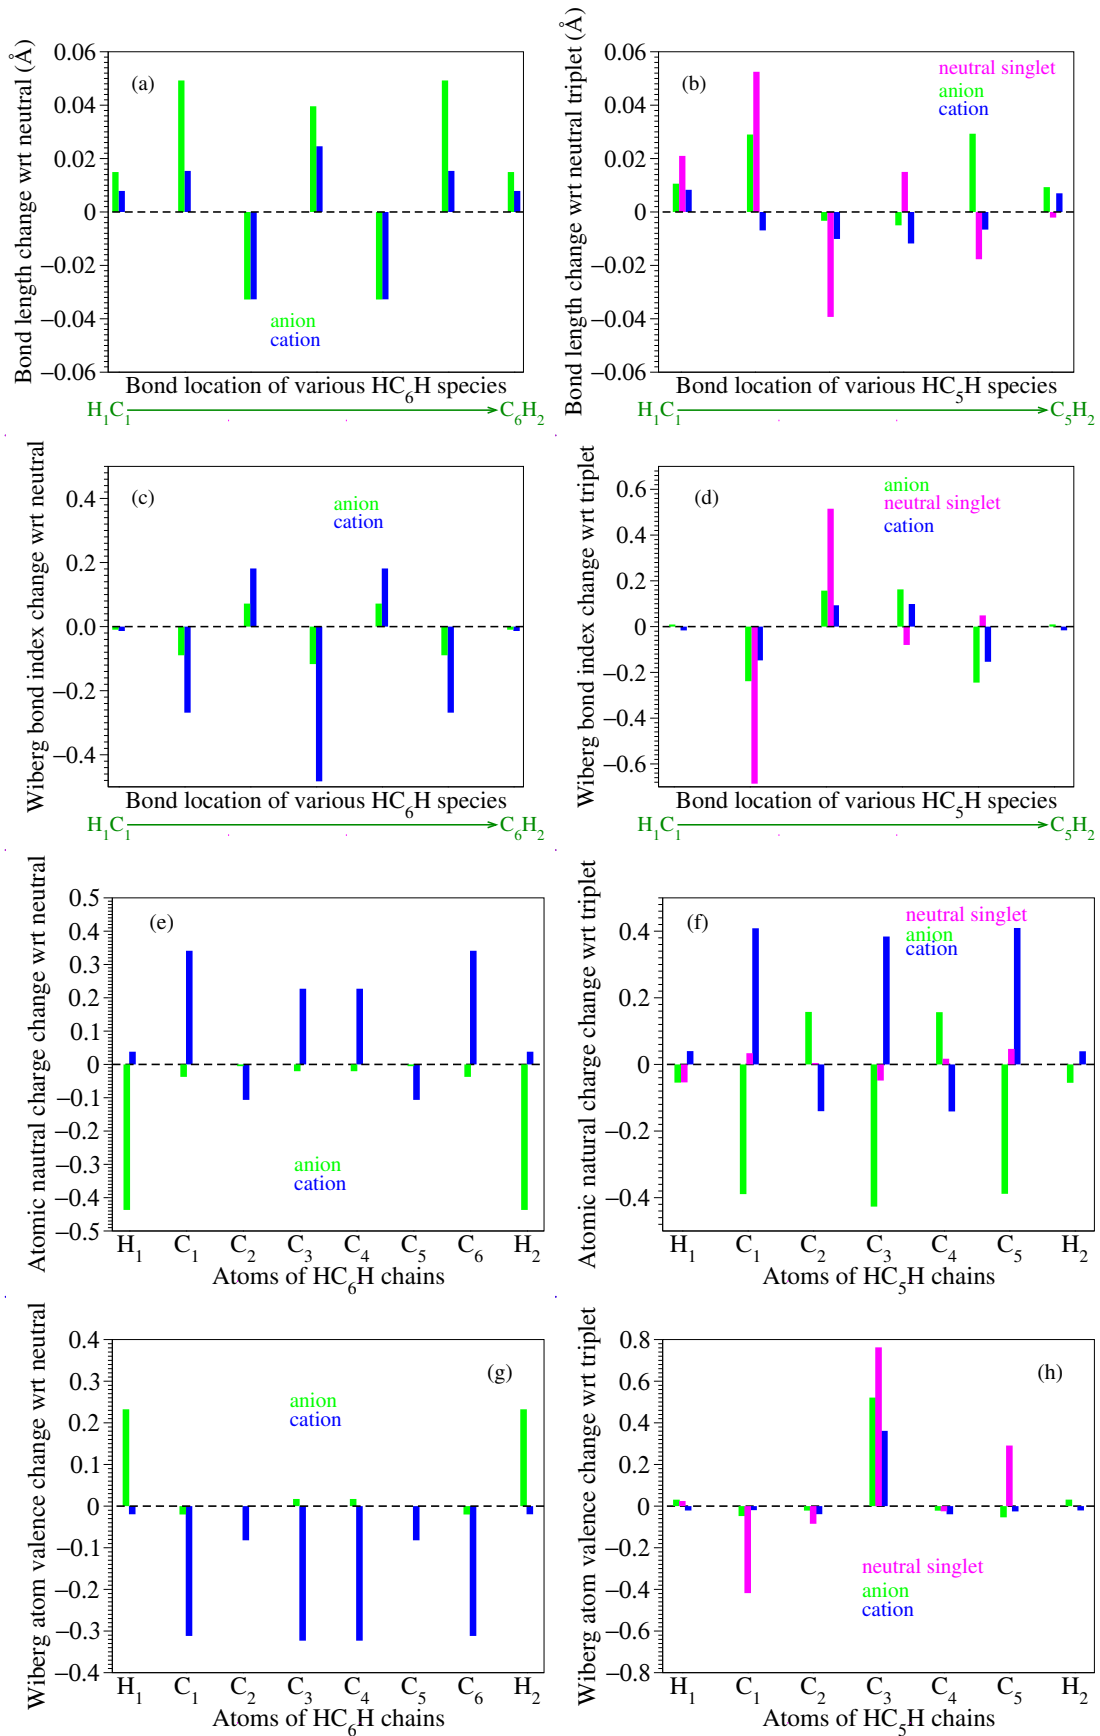 Bond length change wrt neutral (Å)
0.06
0.04
0.02
0
−0.02
−0.04
−0.06
(a)
anion
cation
Bond location of various HC6H species
H1C1
C6H2
Bond length change wrt neutral triplet (Å)
0.06
0.04
0.02
0
−0.02
−0.04
−0.06
(b)
neutral singlet
anion
cation
Bond location of various HC5H species
H1C1
C5H2
Wiberg bond index change wrt neutral
0.4
0.2
0.0
−0.2
−0.4
(c)
anion
cation
Bond location of various HC6H species
H1C1
C6H2
Wiberg bond index change wrt triplet
0.6
0.4
0.2
0
−0.2
−0.4
−0.6
(d)
anion
neutral singlet
cation
Bond location of various HC5H species
H1C1
C5H2
Atomic nautral charge change wrt neutral
0.5
0.4
0.3
0.2
0.1
0
−0.1
−0.2
−0.3
−0.4
−0.5
(e)
anion
cation
H1 C1 C2 C3 C4 C5 C6 H2
Atoms of HC6H chains
Atomic natural charge change wrt triplet
0.4
0.2
0
−0.2
−0.4
(f)
neutral singlet
anion
cation
H1 C1 C2 C3 C4 C5 H2
Atoms of HC5H chains
Wiberg atom valence change wrt neutral
0.4
0.3
0.2
0.1
0
−0.1
−0.2
−0.3
−0.4
(g)
anion
cation
H1 C1 C2 C3 C4 C5 C6 H2
Atoms of HC6H chains
Wiberg atom valence change wrt triplet
0.8
0.6
0.4
0.2
0
−0.2
−0.4
−0.6
−0.8
(h)
neutral singlet
anion
cation
H1 C1 C2 C3 C4 C5 H2
Atoms of HC5H chains